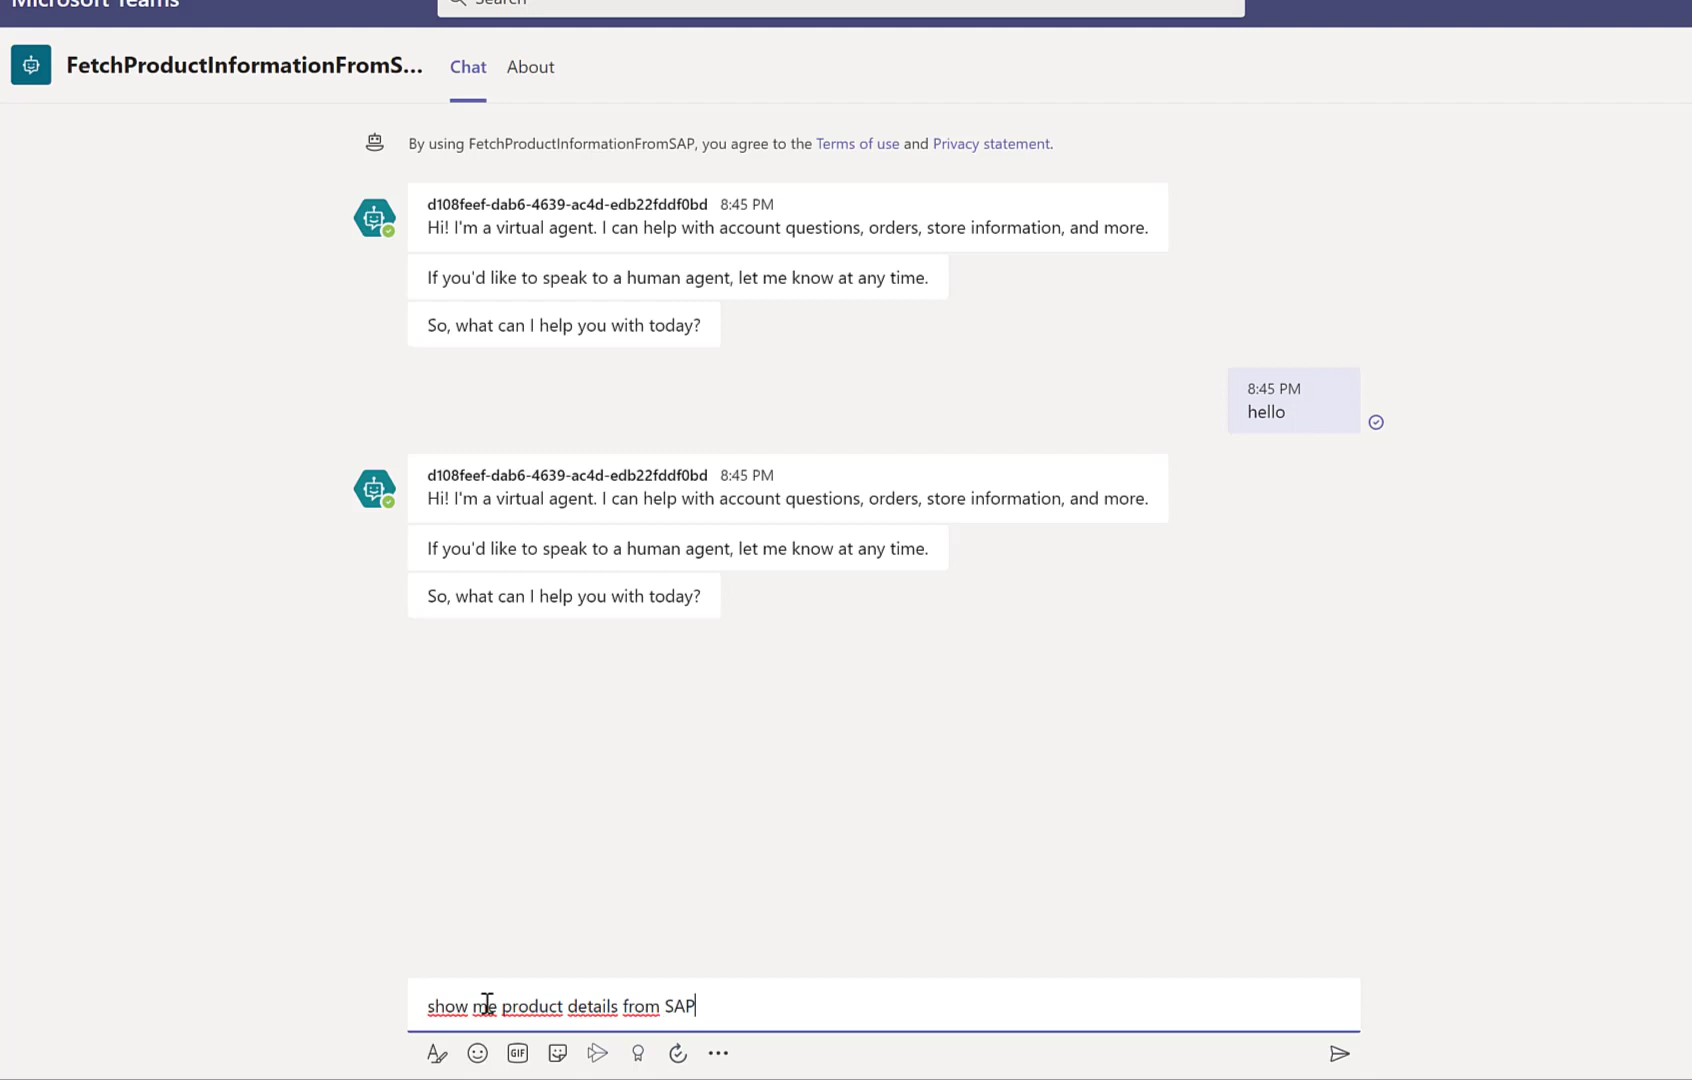 Microsoft Teams
Search
FetchProductInformationFromS...
Chat
About
By using FetchProductInformationFromSAP, you agree to the Terms of use and Privacy statement.
d108feef-dab6-4639-ac4d-edb22fddf0bd 8:45 PM
Hi! I'm a virtual agent. I can help with account questions, orders, store information, and more.
If you'd like to speak to a human agent, let me know at any time.
So, what can I help you with today?
8:45 PM
hello
d108feef-dab6-4639-ac4d-edb22fddf0bd 8:45 PM
Hi! I'm a virtual agent. I can help with account questions, orders, store information, and more.
If you'd like to speak to a human agent, let me know at any time.
So, what can I help you with today?
show me product details from SAP
GIF